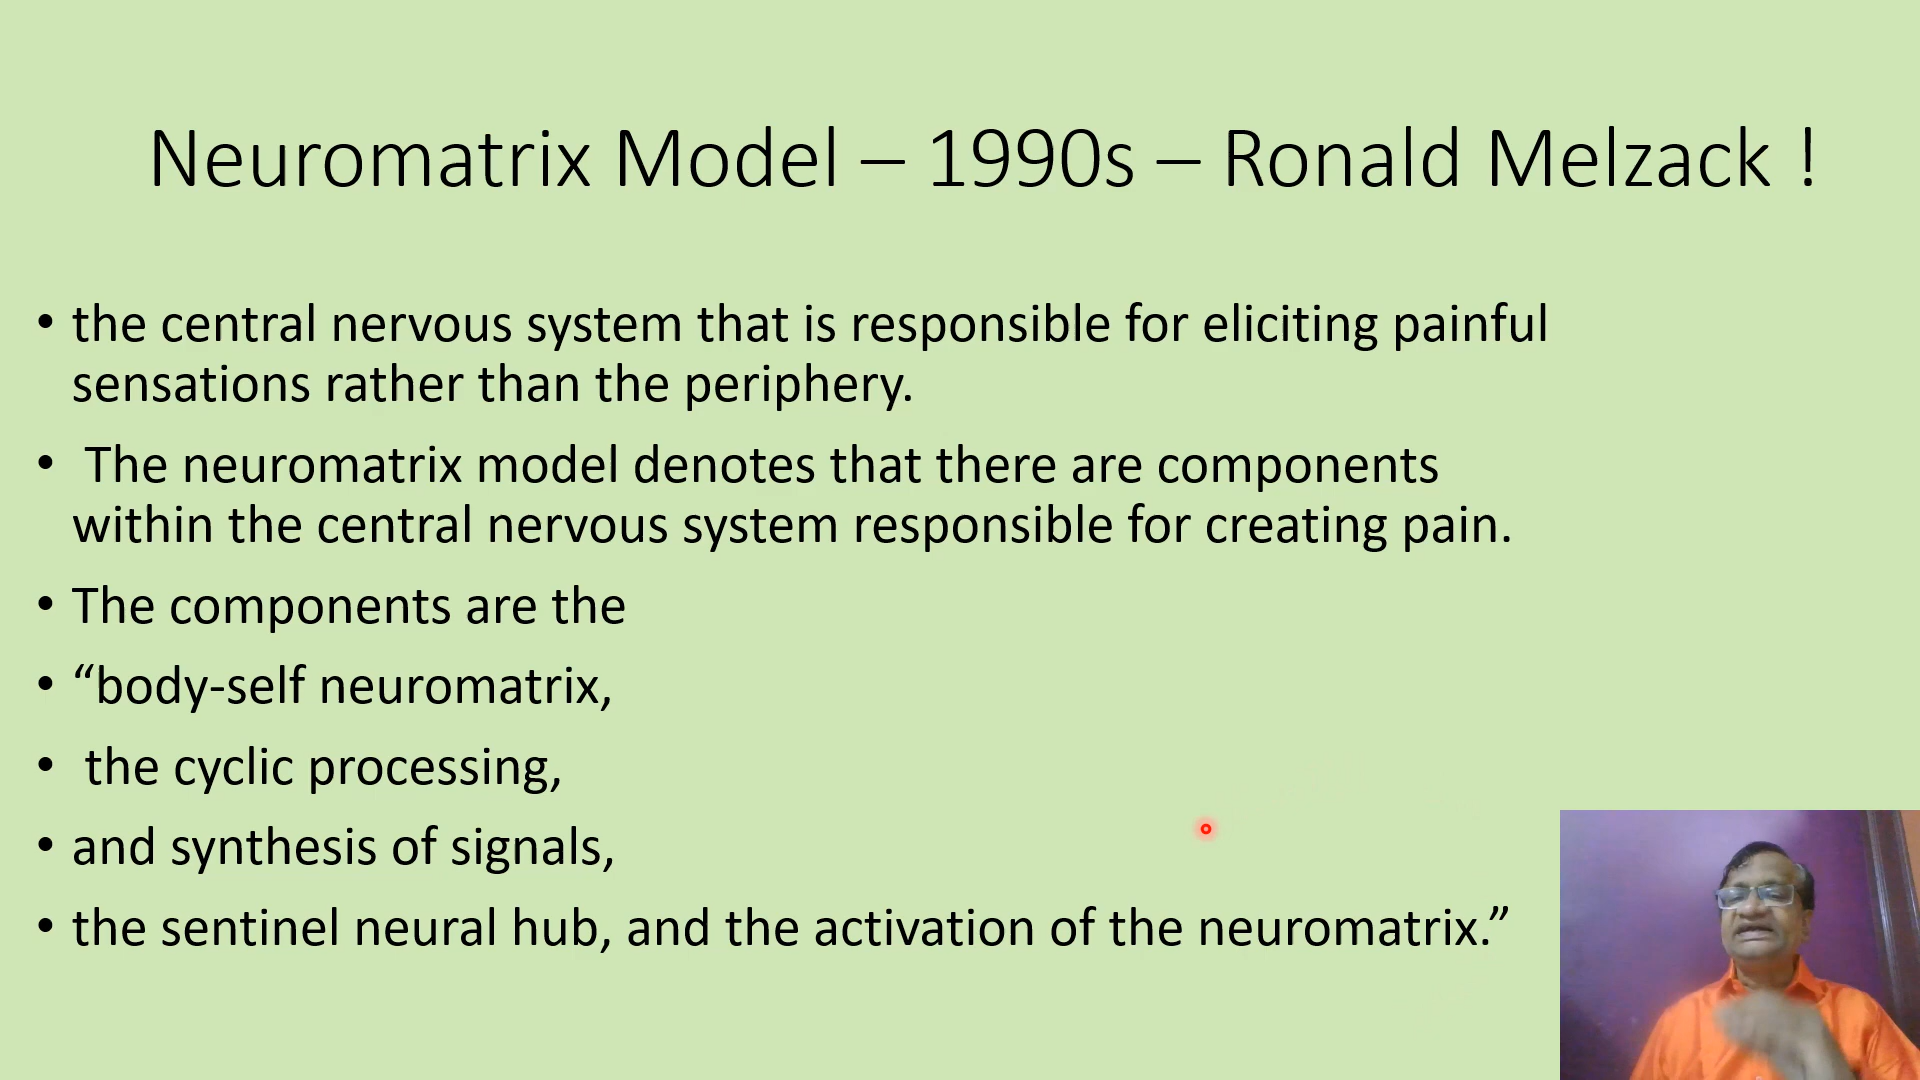 Neuromatrix Model – 1990s – Ronald Melzack !
• the central nervous system that is responsible for eliciting painful
sensations rather than the periphery.
• The neuromatrix model denotes that there are components
within the central nervous system responsible for creating pain.
• The components are the
• “body-self neuromatrix,
• the cyclic processing,
• and synthesis of signals,
• the sentinel neural hub, and the activation of the neuromatrix.”